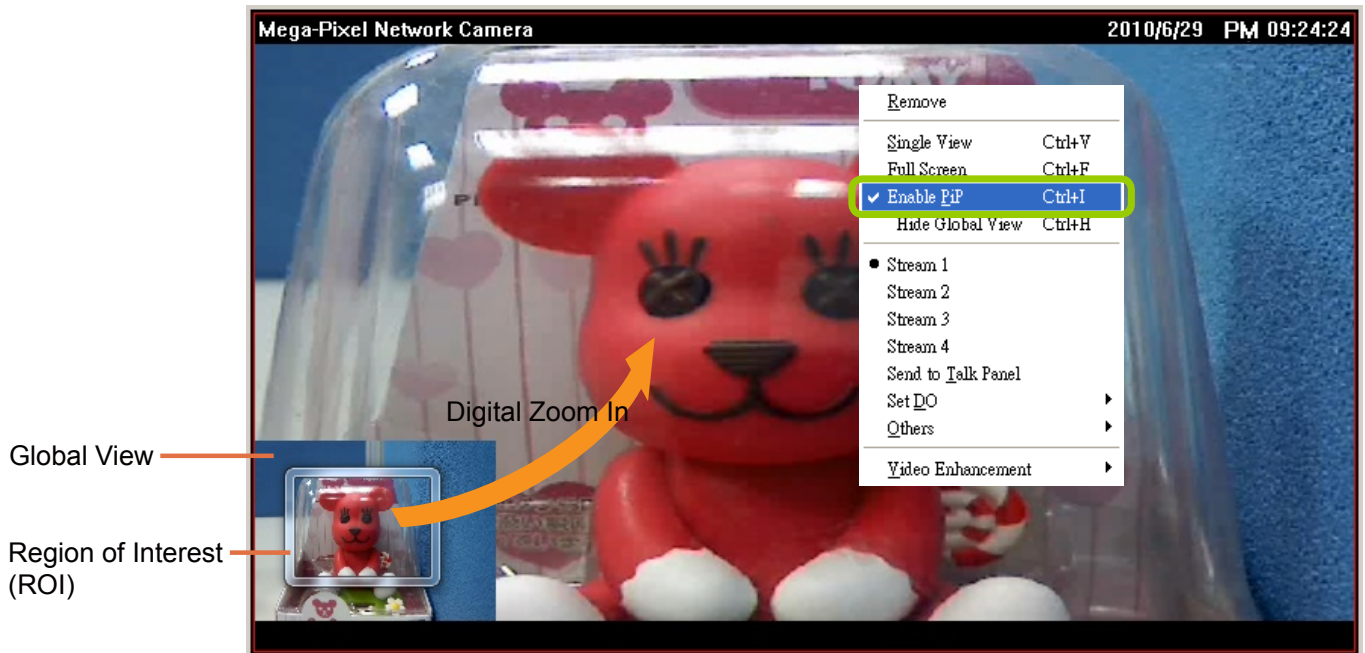 Mega-Pixel Network Camera
2010/6/29 PM 09:24:24
Remove
Single View Ctrl+V
Full Screen Ctrl+F
Enable PiP Ctrl+I
Hide Global View Ctrl+H
Stream 1
Stream 2
Stream 3
Stream 4
Send to Talk Panel
Set DO
Others
Video Enhancement
Digital Zoom In
Global View
Region of Interest
(ROI)